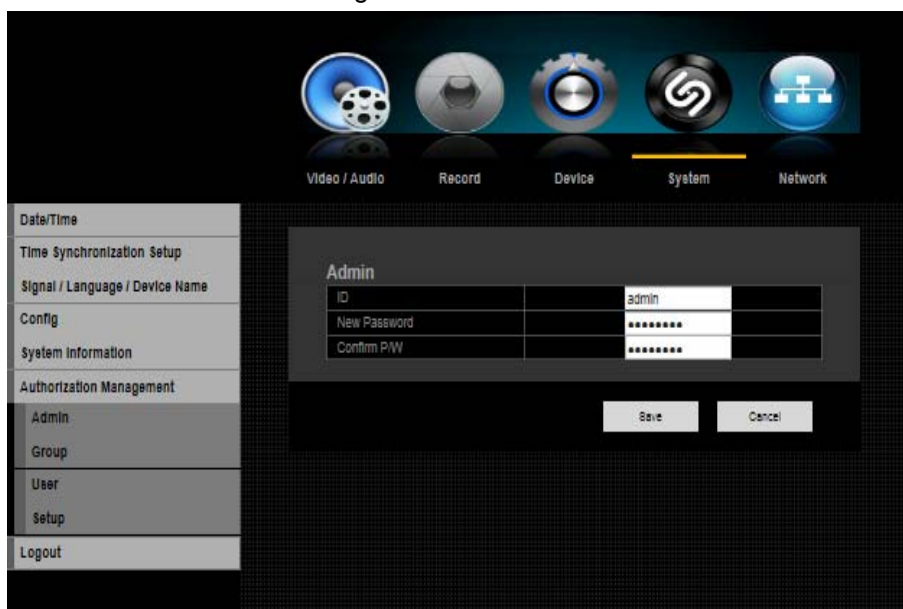 Video / Audio
Record
Device
System
Network
Date/Time
Time Synchronization Setup
Signal / Language / Device Name
Config
System Information
Authorization Management
Admin
Group
User
Setup
Logout
Admin
ID admin
New Password ●●●●●●●●
Confirm P/W ●●●●●●●●
Save
Cancel